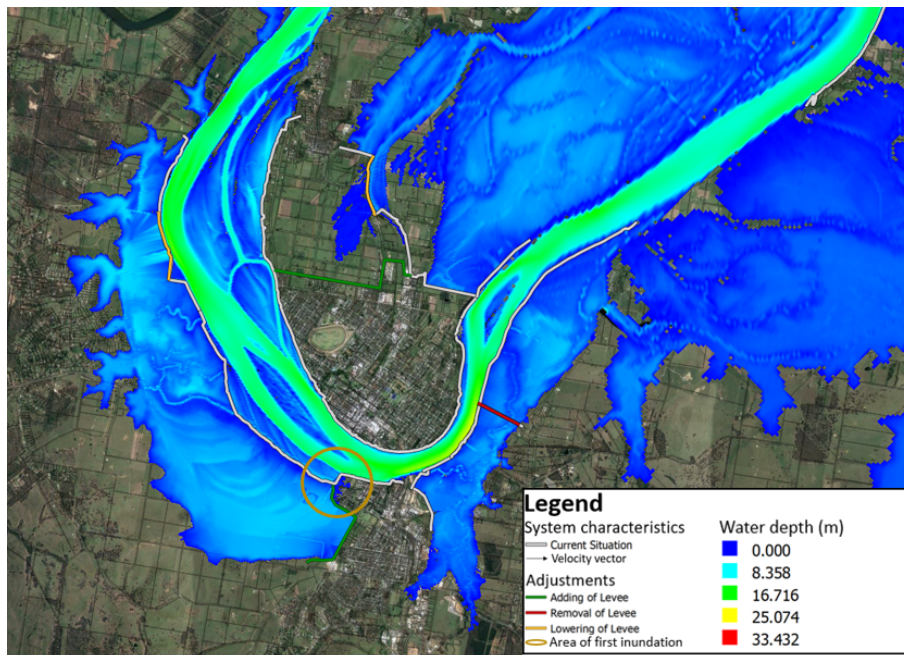 Legend
System characteristics
Current Situation
Velocity vector
Adjustments
Adding of Levee
Removal of Levee
Lowering of Levee
Area of first inundation
Water depth (m)
0.000
8.358
16.716
25.074
33.432